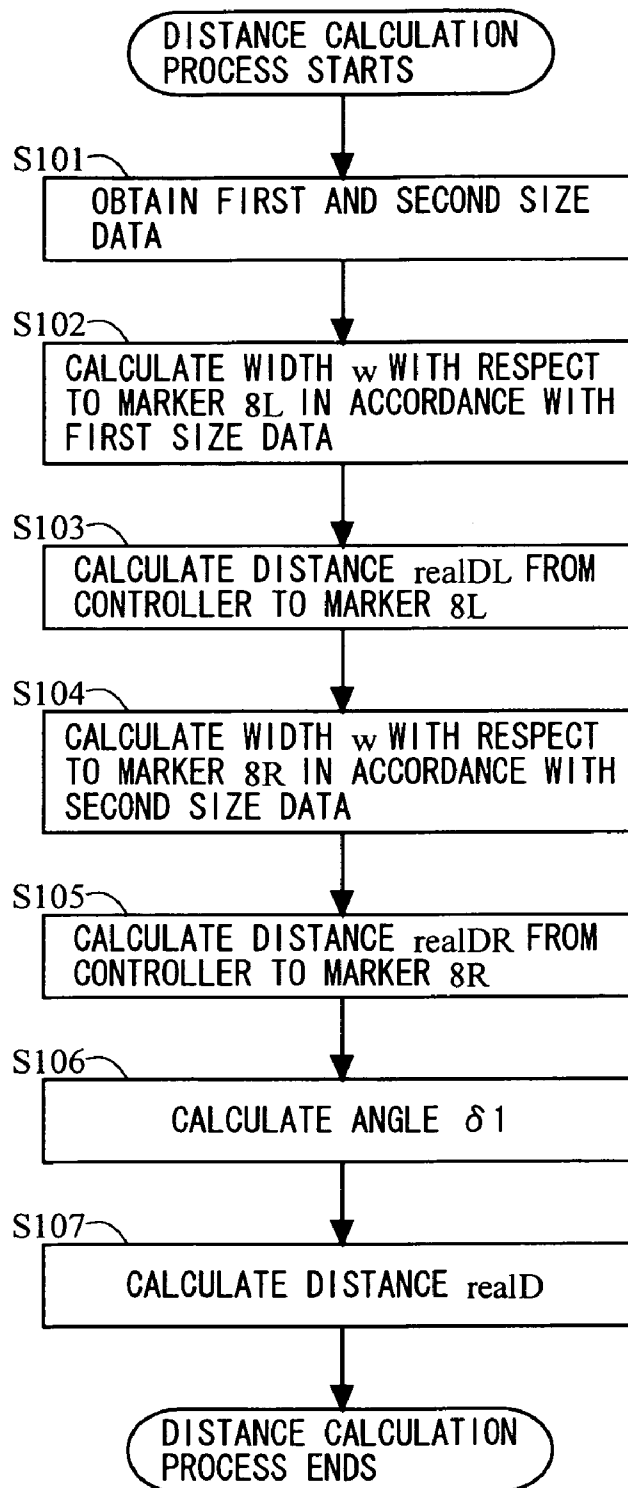 DISTANCE CALCULATION
PROCESS STARTS
S101
OBTAIN FIRST AND SECOND SIZE
DATA
S102
CALCULATE WIDTH w WITH RESPECT
TO MARKER 8L IN ACCORDANCE WITH
FIRST SIZE DATA
S103
CALCULATE DISTANCE realDL FROM
CONTROLLER TO MARKER 8L
S104
CALCULATE WIDTH w WITH RESPECT
TO MARKER 8R IN ACCORDANCE WITH
SECOND SIZE DATA
S105
CALCULATE DISTANCE realDR FROM
CONTROLLER TO MARKER 8R
S106
CALCULATE ANGLE δ1
S107
CALCULATE DISTANCE realD
DISTANCE CALCULATION
PROCESS ENDS